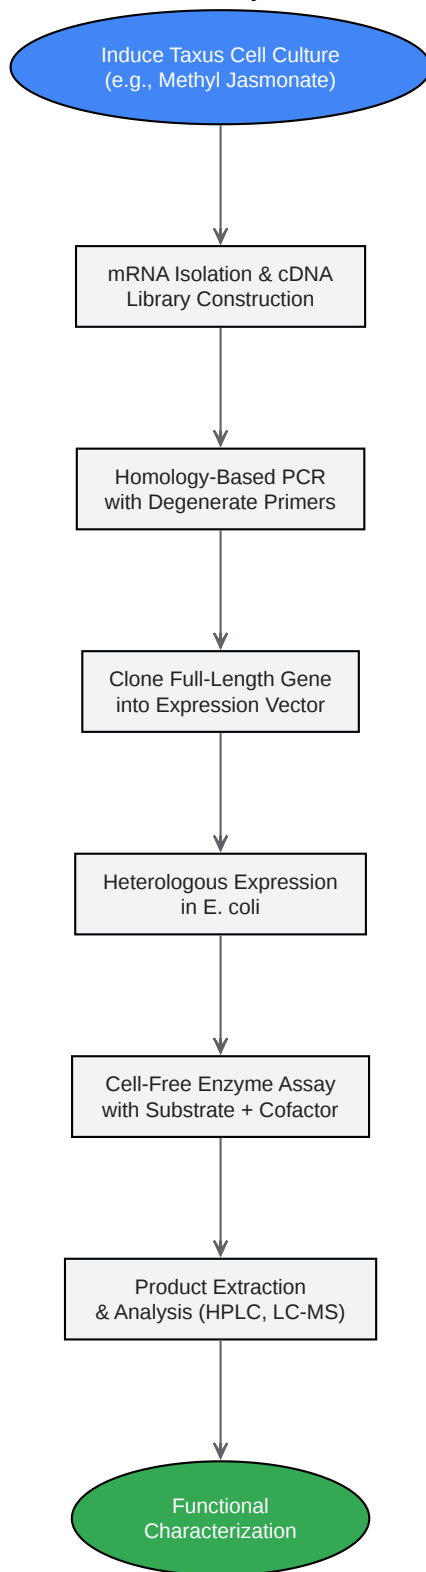 Induce Taxus Cell Culture
(e.g., Methyl Jasmonate)
mRNA Isolation & cDNA
Library Construction
Homology-Based PCR
with Degenerate Primers
Clone Full-Length Gene
into Expression Vector
Heterologous Expression
in E. coli
Cell-Free Enzyme Assay
with Substrate + Cofactor
Product Extraction
& Analysis (HPLC, LC-MS)
Functional
Characterization